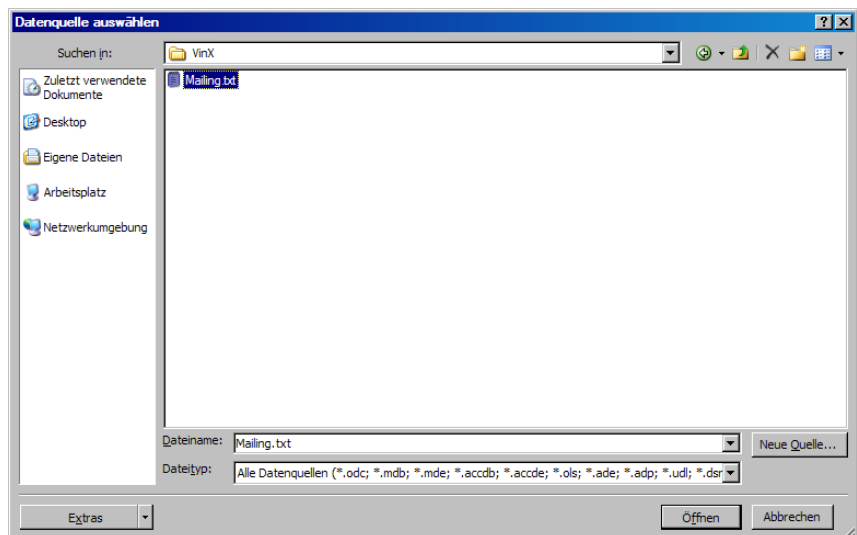 Datenquelle auswählen
Suchen in:
VinX
Zuletzt verwendete
Dokumente
Mailing.txt
Desktop
Eigene Dateien
Arbeitsplatz
Netzwerkumgebung
Dateiname:
Mailing.txt
Neue Quelle...
Dateityp:
Alle Datenquellen (*.odc; *.mdb; *.mde; *.accdb; *.accde; *.ols; *.ade; *.adp; *.udl; *.dsr
Extras
Öffnen
Abbrechen